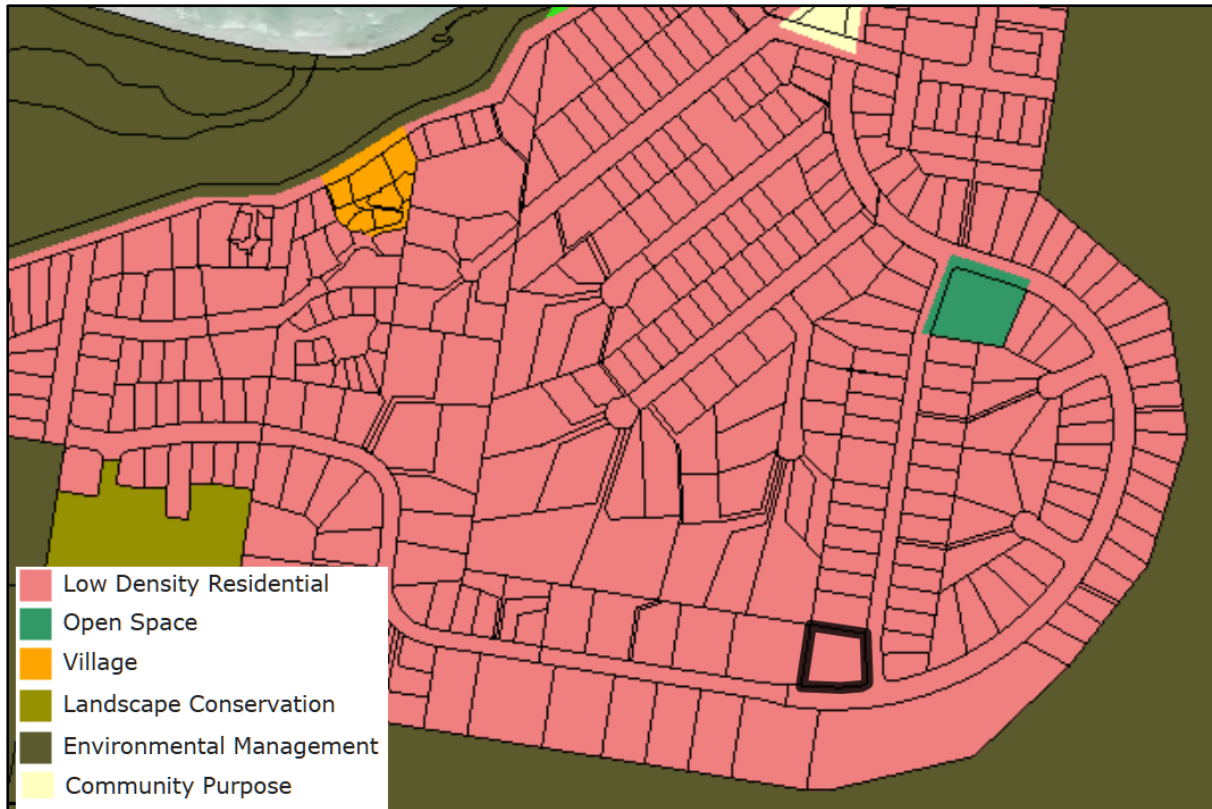 Low Density Residential
Open Space
Village
Landscape Conservation
Environmental Management
Community Purpose